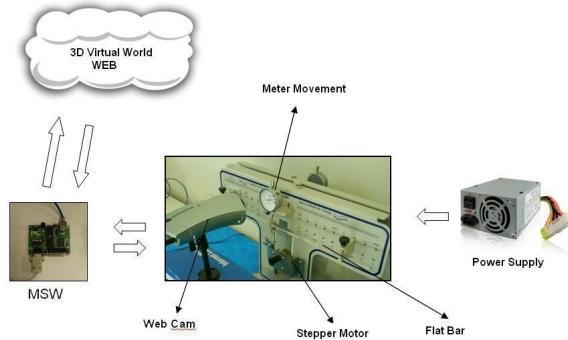 3D Virtual World
WEB
Meter Movement
MSW
Power Supply
Web Cam
Stepper Motor
Flat Bar